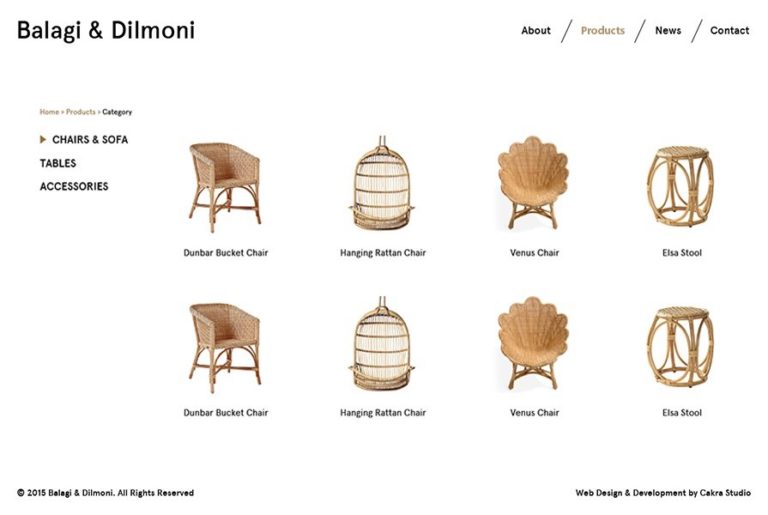 Balagi & Dilmoni
About / Products / News / Contact
Home > Products > Category
CHAIRS & SOFA
TABLES
ACCESSORIES
Dunbar Bucket Chair
Hanging Rattan Chair
Venus Chair
Elsa Stool
Dunbar Bucket Chair
Hanging Rattan Chair
Venus Chair
Elsa Stool
© 2015 Balagi & Dilmoni. All Rights Reserved
Web Design & Development by Cakra Studio